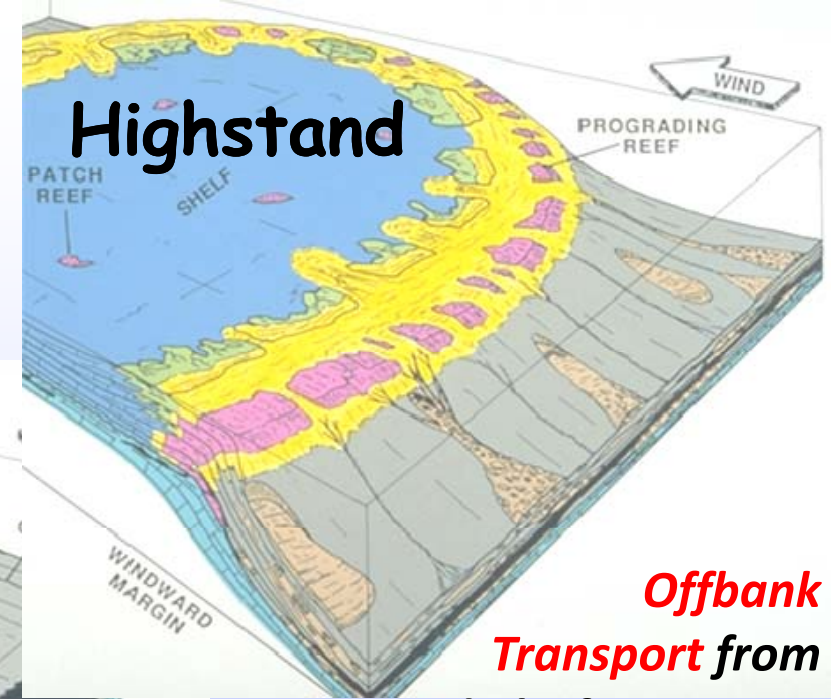 Highstand
WIND
PROGRADING
REEF
PATCH
REEF
SHELF
WINDWARD
MARGIN
Offbank
Transport from